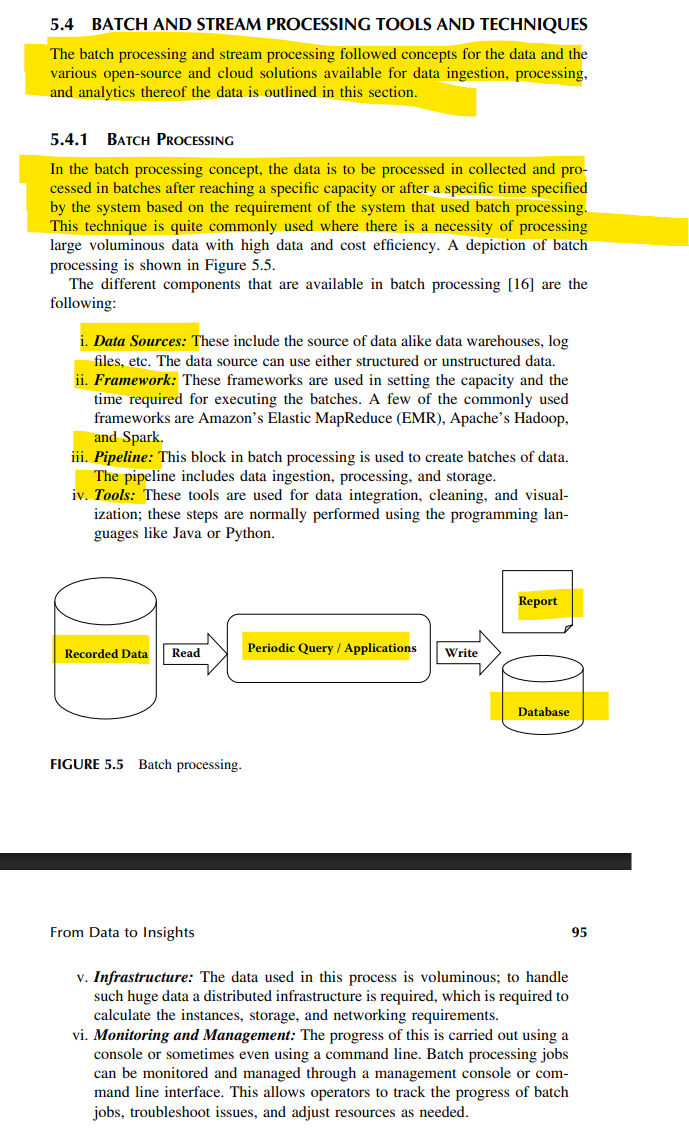 5.4 BATCH AND STREAM PROCESSING TOOLS AND TECHNIQUES
The batch processing and stream processing followed concepts for the data and the
various open-source and cloud solutions available for data ingestion, processing,
and analytics thereof the data is outlined in this section.
5.4.1 BATCH PROCESSING
In the batch processing concept, the data is to be processed in collected and pro-
cessed in batches after reaching a specific capacity or after a specific time specified
by the system based on the requirement of the system that used batch processing.
This technique is quite commonly used where there is a necessity of processing
large voluminous data with high data and cost efficiency. A depiction of batch
processing is shown in Figure 5.5.
The different components that are available in batch processing [16] are the
following:
i. Data Sources: These include the source of data alike data warehouses, log
files, etc. The data source can use either structured or unstructured data.
ii. Framework: These frameworks are used in setting the capacity and the
time required for executing the batches. A few of the commonly used
frameworks are Amazon's Elastic MapReduce (EMR), Apache's Hadoop,
and Spark.
iii. Pipeline: This block in batch processing is used to create batches of data.
The pipeline includes data ingestion, processing, and storage.
iv. Tools: These tools are used for data integration, cleaning, and visual-
ization; these steps are normally performed using the programming lan-
guages like Java or Python.
Recorded Data
Read
Periodic Query / Applications
Write
Report
Database
FIGURE 5.5 Batch processing.
From Data to Insights 95
v. Infrastructure: The data used in this process is voluminous; to handle
such huge data a distributed infrastructure is required, which is required to
calculate the instances, storage, and networking requirements.
vi. Monitoring and Management: The progress of this is carried out using a
console or sometimes even using a command line. Batch processing jobs
can be monitored and managed through a management console or com-
mand line interface. This allows operators to track the progress of batch
jobs, troubleshoot issues, and adjust resources as needed.